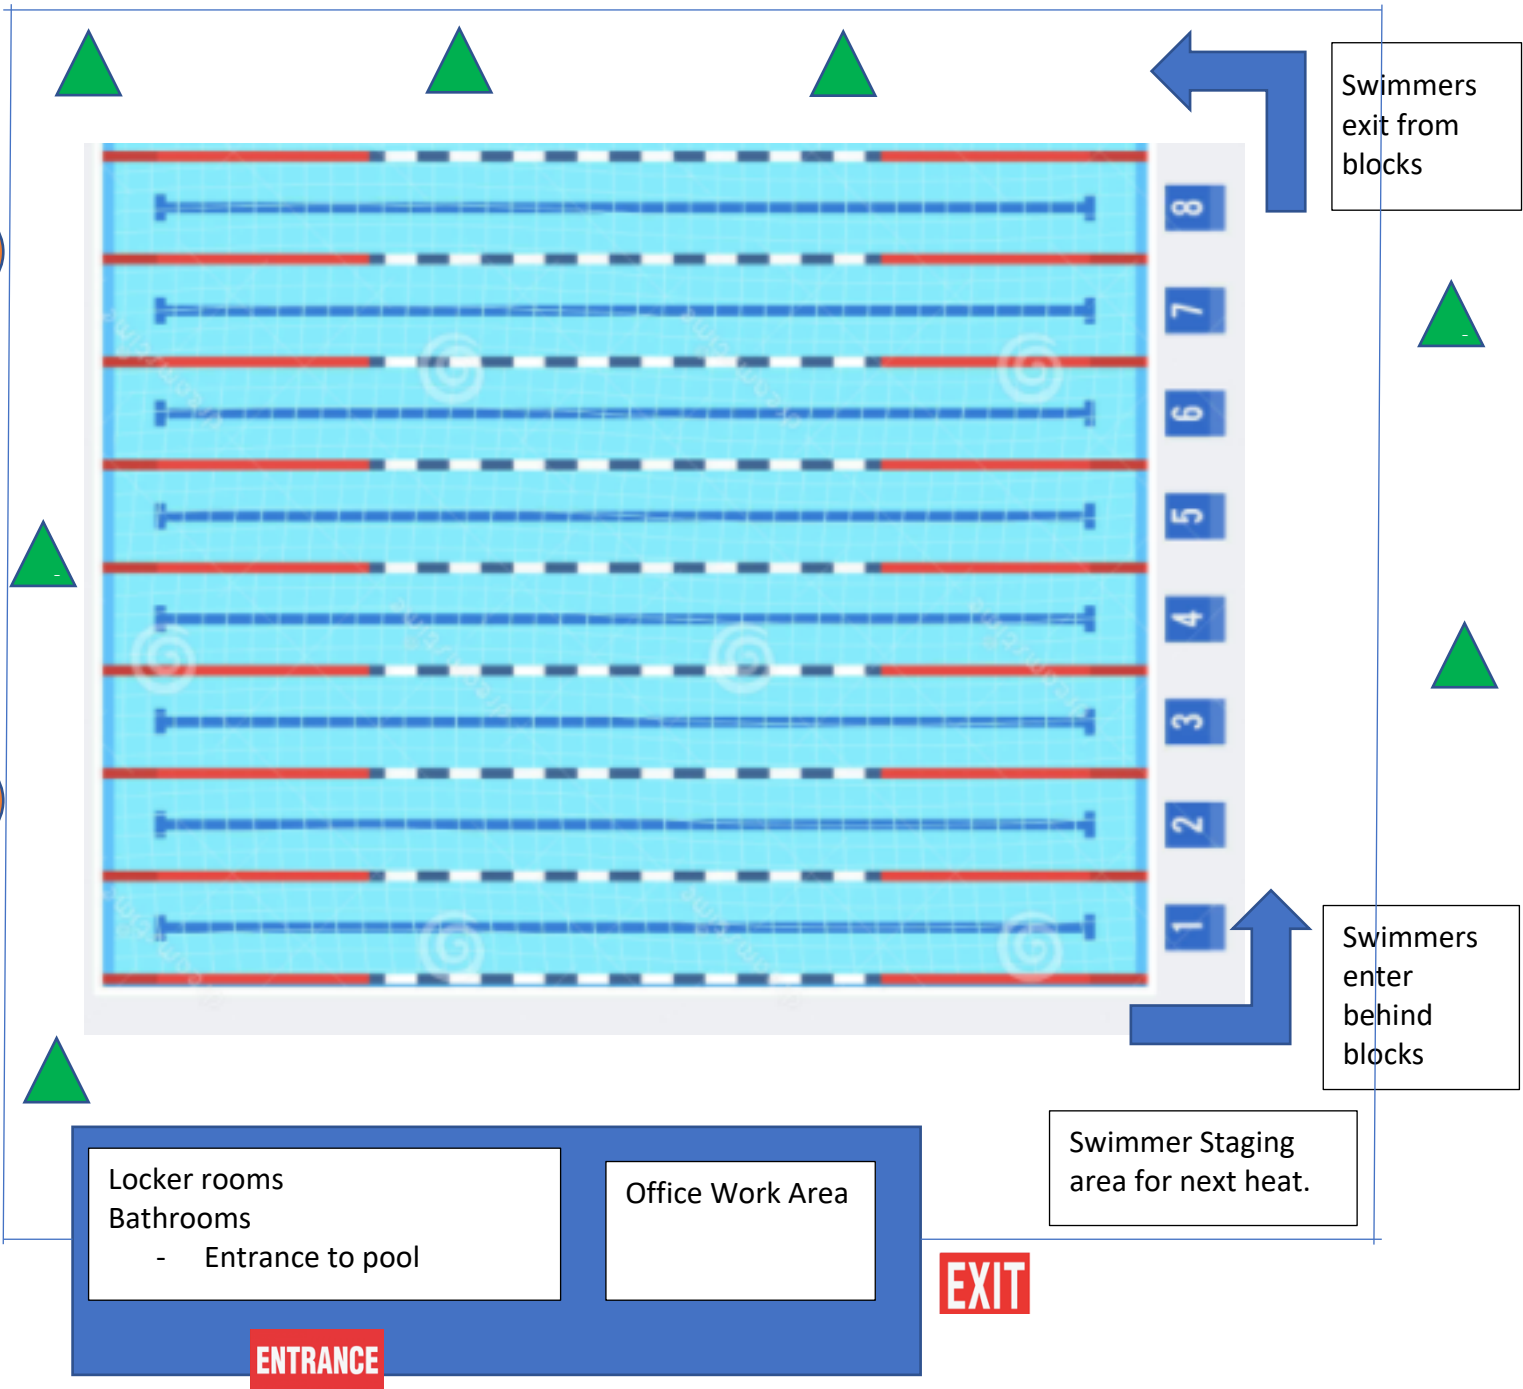 Swimmers
exit from
blocks
8
7
6
5
4
3
2
1
Swimmers
enter
behind
blocks
Swimmer Staging
area for next heat.
Locker rooms
Bathrooms
- Entrance to pool
Office Work Area
EXIT
ENTRANCE